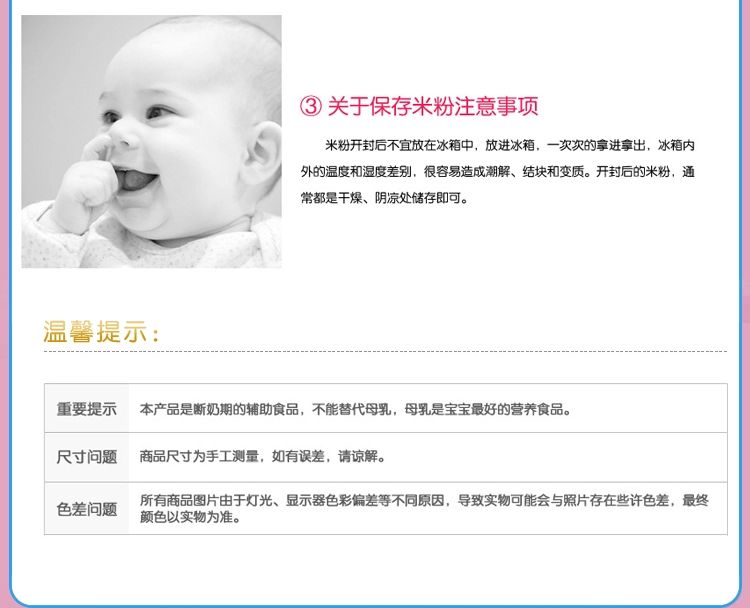 ③ 关于保存米粉注意事项
米粉开封后不宜放在冰箱中，放进冰箱，一次次的拿进拿出，冰箱内
外的温度和湿度差别，很容易造成潮解、结块和变质。开封后的米粉，通
常都是干燥、阴凉处储存即可。
温馨提示：
重要提示 本产品是断奶期的辅助食品，不能替代母乳，母乳是宝宝最好的营养食品。
尺寸问题 商品尺寸为手工测量，如有误差，请谅解。
色差问题 所有商品图片由于灯光、显示器色彩偏差等不同原因，导致实物可能会与照片存在些许色差，最终
颜色以实物为准。